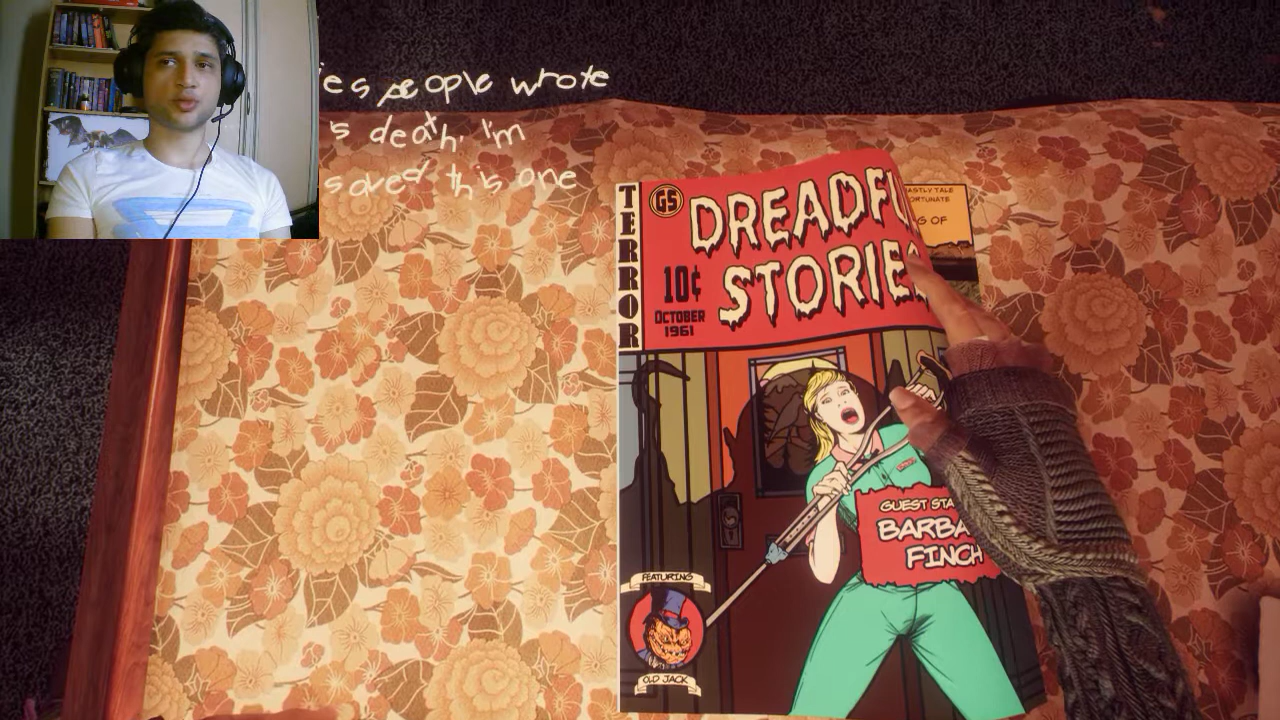 es people wrote
s death, I'm
saved this one
TERROR
GS
DREADFU
STORIES
10¢
OCTOBER
1961
ASTLY TALE
ORTUNATE
G OF
GUEST STA
BARBA
FINCH
FEATURING
OLD JACK